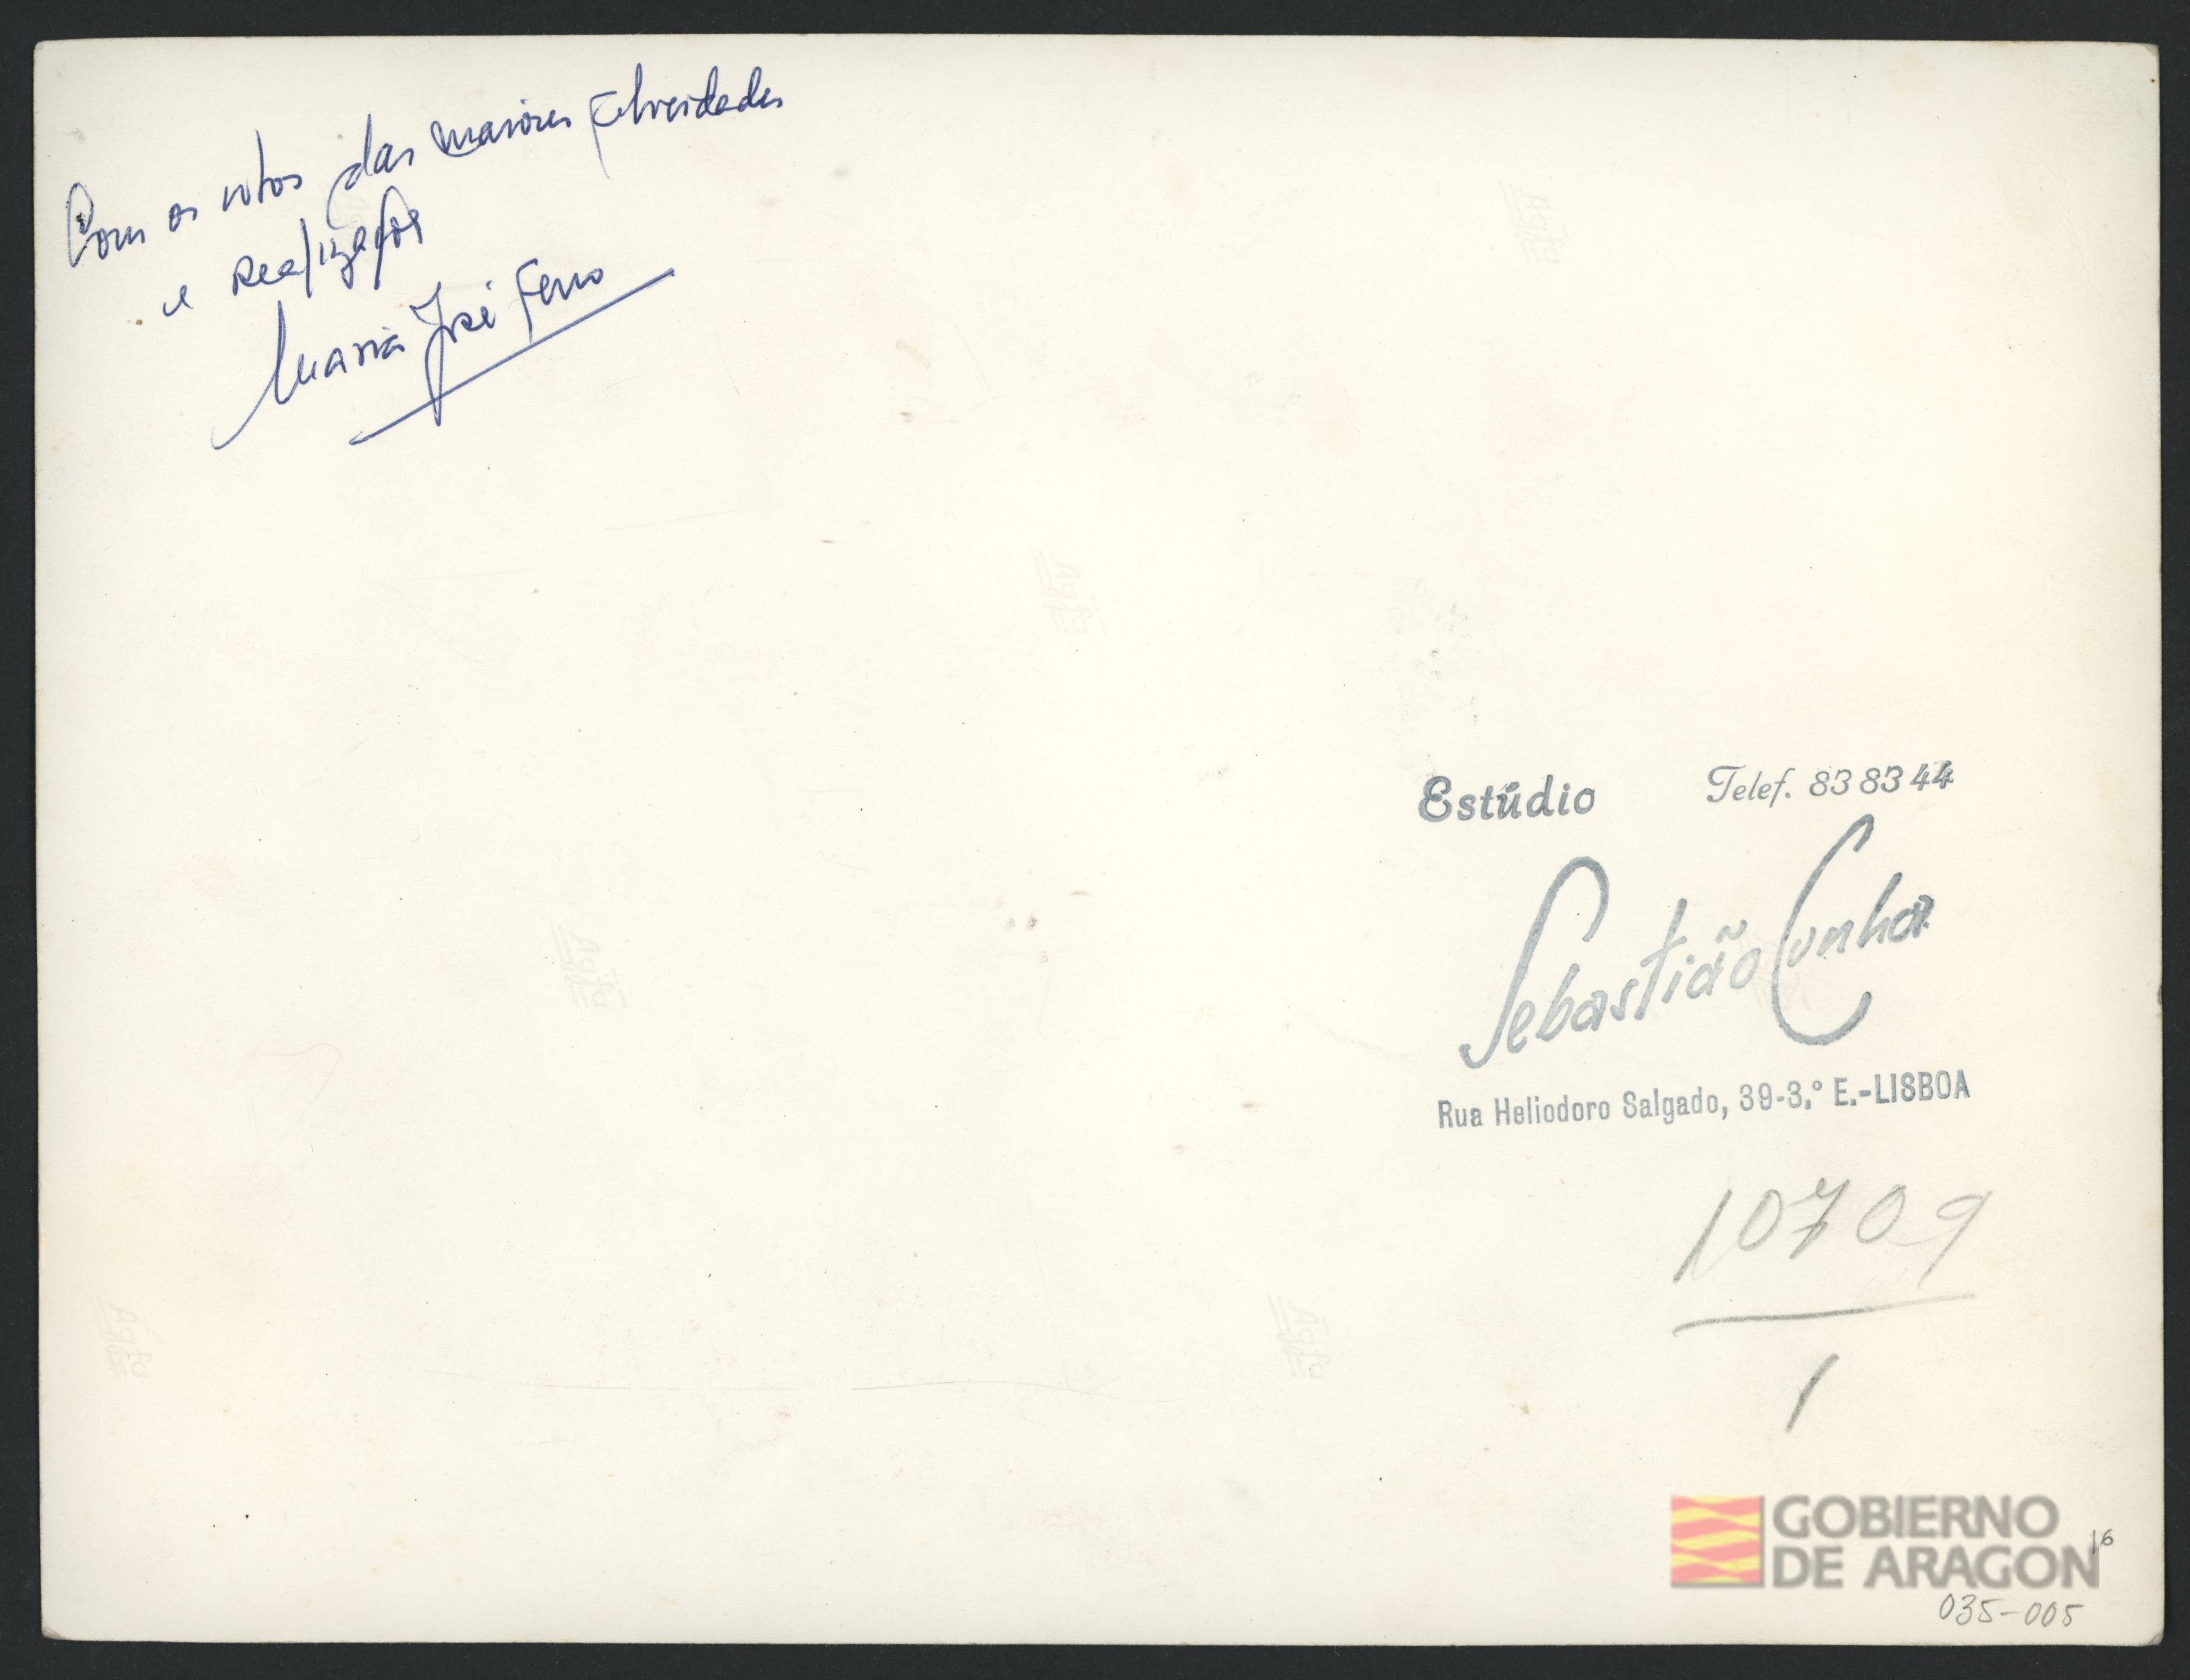 Com os votos das maiores felicidades
e realizações
Maria José Ferro
Estúdio Telef. 83 83 44
Sebastião Cunha
Rua Heliodoro Salgado, 39-3.º E.-LISBOA
10709
1
GOBIERNO
DE ARAGON
16
035-005